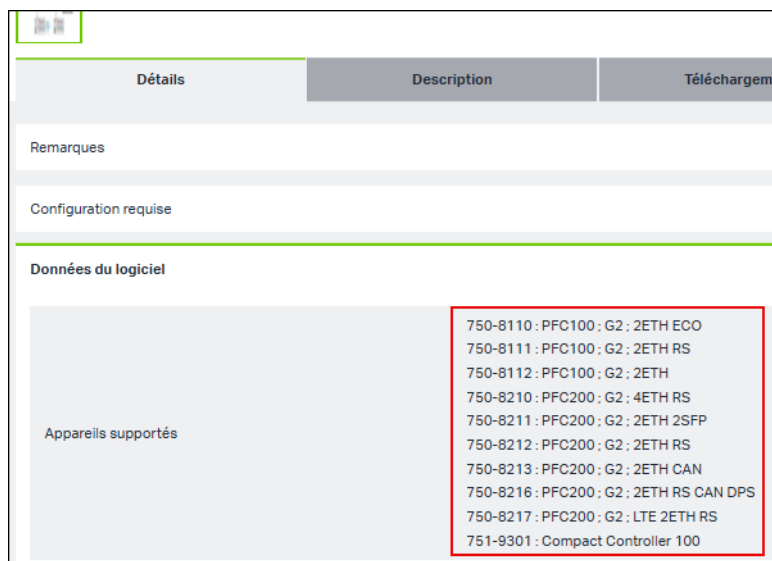 Détails
Description
Téléchargem
Remarques
Configuration requise
Données du logiciel
Appareils supportés
750-8110 : PFC100 ; G2 ; 2ETH ECO
750-8111 : PFC100 ; G2 ; 2ETH RS
750-8112 : PFC100 ; G2 ; 2ETH
750-8210 : PFC200 ; G2 ; 4ETH RS
750-8211 : PFC200 ; G2 ; 2ETH 2SFP
750-8212 : PFC200 ; G2 ; 2ETH RS
750-8213 : PFC200 ; G2 ; 2ETH CAN
750-8216 : PFC200 ; G2 ; 2ETH RS CAN DPS
750-8217 : PFC200 ; G2 ; LTE 2ETH RS
751-9301 : Compact Controller 100